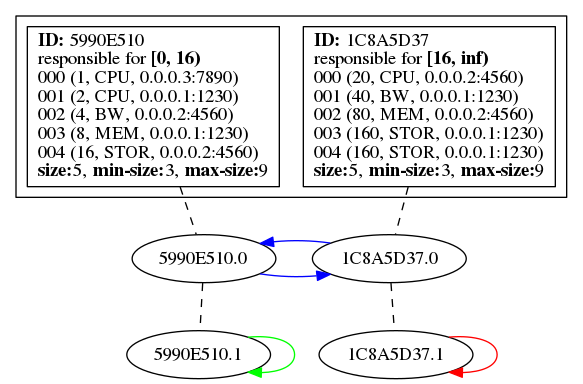 ID: 5990E510
responsible for [0, 16)
000 (1, CPU, 0.0.0.3:7890)
001 (2, CPU, 0.0.0.1:1230)
002 (4, BW, 0.0.0.2:4560)
003 (8, MEM, 0.0.0.1:1230)
004 (16, STOR, 0.0.0.2:4560)
size:5, min-size:3, max-size:9
ID: 1C8A5D37
responsible for [16, inf)
000 (20, CPU, 0.0.0.2:4560)
001 (40, BW, 0.0.0.1:1230)
002 (80, MEM, 0.0.0.2:4560)
003 (160, STOR, 0.0.0.1:1230)
004 (160, STOR, 0.0.0.1:1230)
size:5, min-size:3, max-size:9
5990E510.0
1C8A5D37.0
5990E510.1
1C8A5D37.1